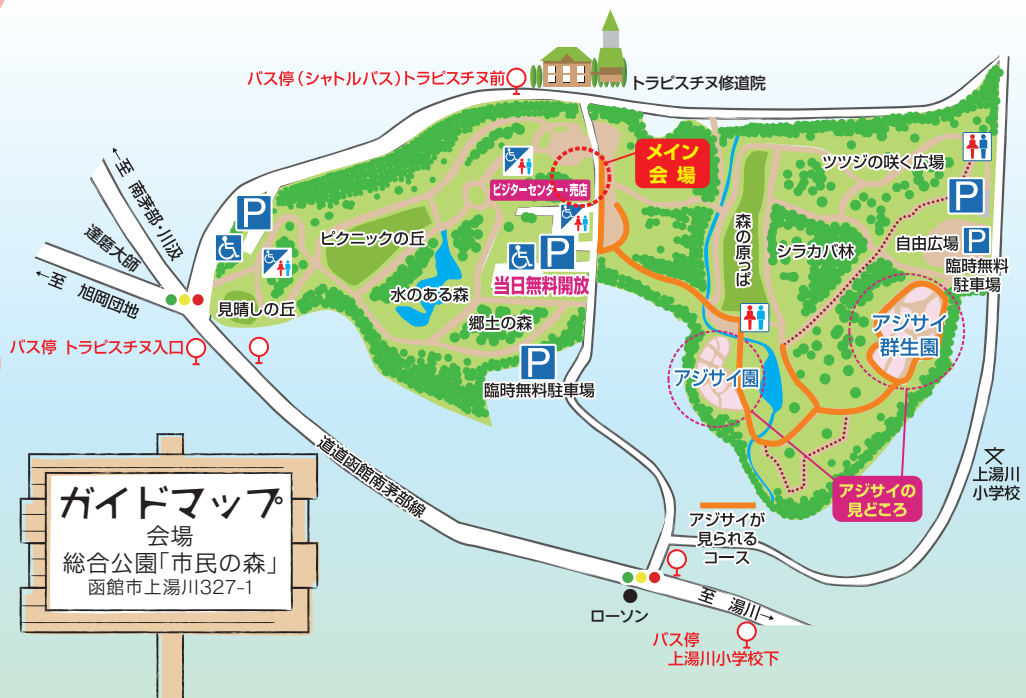 バス停(シャトルバス)トラピスチヌ前
トラピスチヌ修道院
メイン
会場
ツツジの咲く広場
P
ビジターセンター・売店
←至 南茅部・川汲
達磨大師
←至 旭岡団地
P
ピクニックの丘
P
当日無料開放
森の原っぱ
シラカバ林
自由広場
P
臨時無料
駐車場
見晴しの丘
水のある森
郷土の森
アジサイ
群生園
バス停 トラピスチヌ入口
P
臨時無料駐車場
アジサイ園
道道函館南茅部線
文
上湯川
小学校
アジサイの
見どころ
アジサイが
見られる
コース
ガイドマップ
会場
総合公園「市民の森」
函館市上湯川327-1
ローソン
至 湯川→
バス停
上湯川小学校下